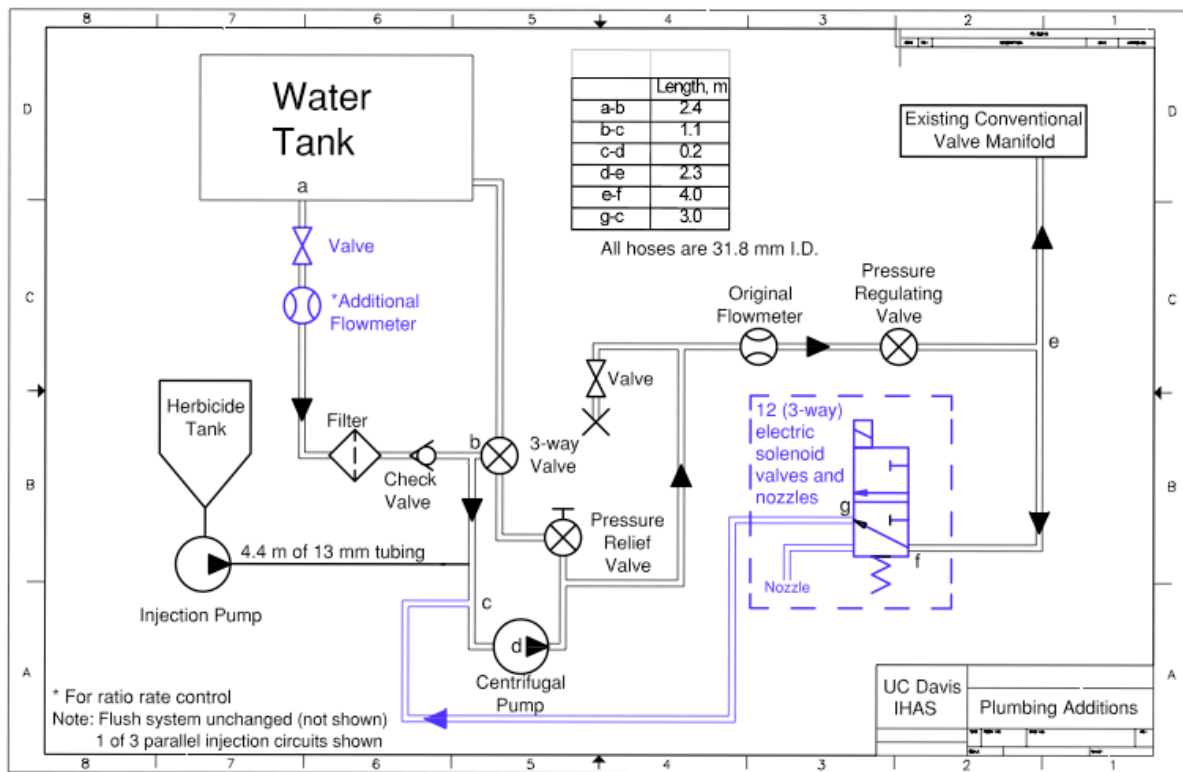 8 7 6 5 4 3 2 1
D
C
B
A
Water
Tank
a
Valve
*Additional
Flowmeter
Herbicide
Tank
Filter
Check
Valve
b
3-way
Valve
4.4 m of 13 mm tubing
Injection Pump
c
d
Centrifugal
Pump
Pressure
Relief
Valve
Length, m
a-b 2.4
b-c 1.1
c-d 0.2
d-e 2.3
e-f 4.0
g-c 3.0
All hoses are 31.8 mm I.D.
Valve
Original
Flowmeter
Pressure
Regulating
Valve
Existing Conventional
Valve Manifold
e
12 (3-way)
electric
solenoid
valves and
nozzles
g
f
Nozzle
* For ratio rate control
Note: Flush system unchanged (not shown)
1 of 3 parallel injection circuits shown
UC Davis
IHAS
Plumbing Additions
D
C
B
A
8 7 6 5 4 3 2 1